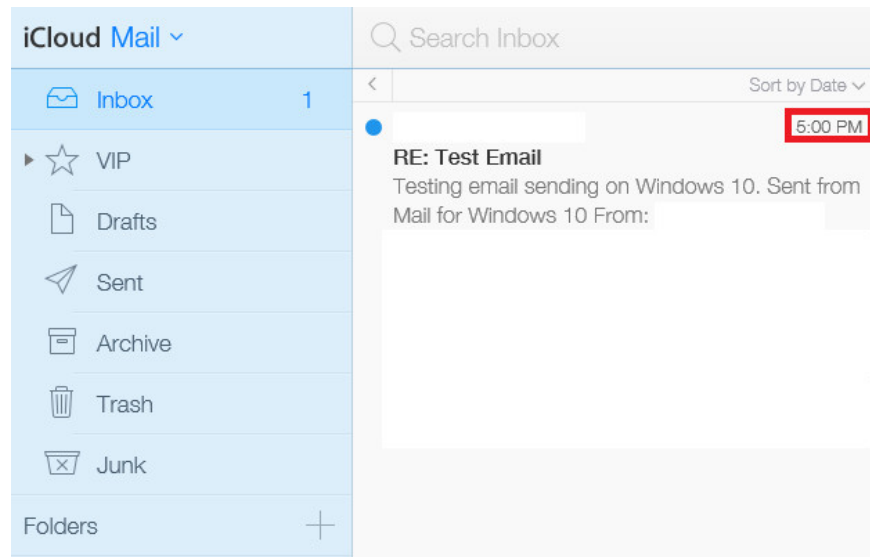 iCloud Mail
Inbox 1
VIP
Drafts
Sent
Archive
Trash
Junk
Folders
Search Inbox
Sort by Date
5:00 PM
RE: Test Email
Testing email sending on Windows 10. Sent from
Mail for Windows 10 From: